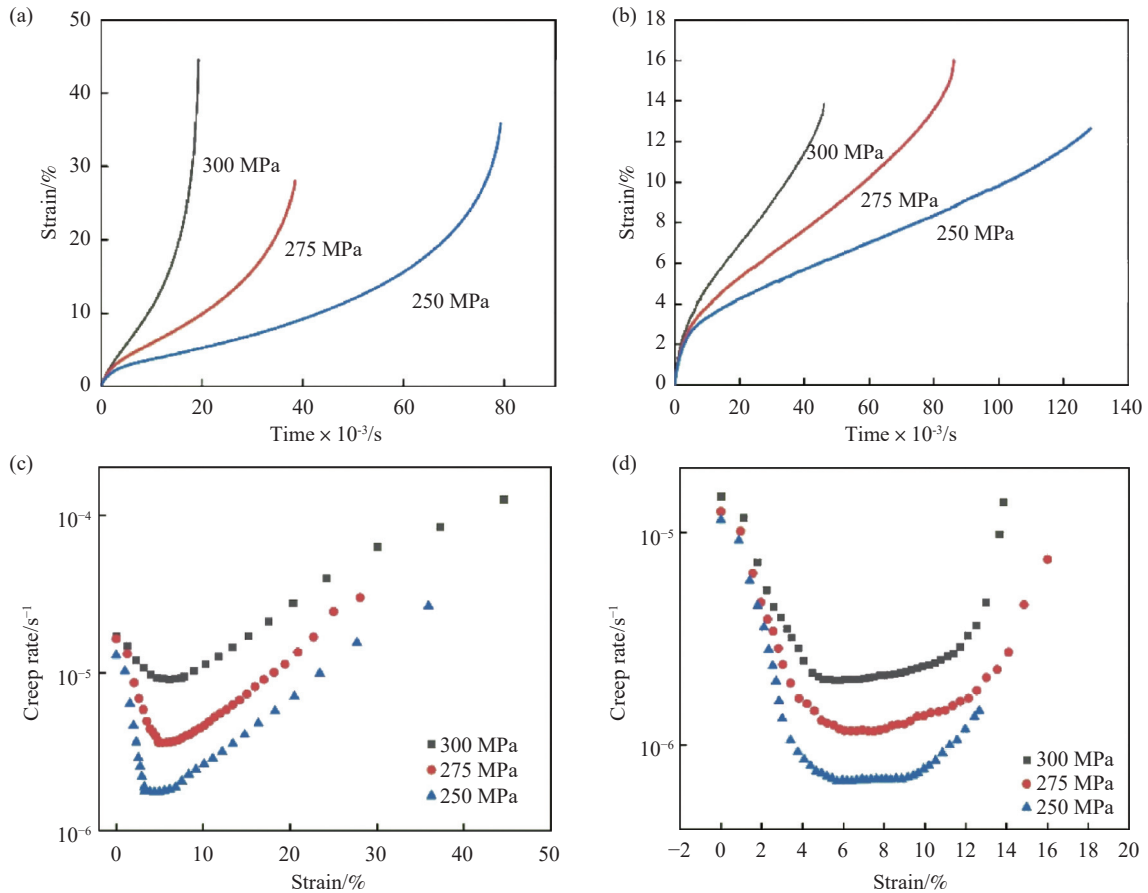 (a)
50
40
30
20
10
0
Strain/%
300 MPa
275 MPa
250 MPa
0 20 40 60 80
Time × 10⁻³/s
(b)
18
16
14
12
10
8
6
4
2
0
Strain/%
300 MPa
275 MPa
250 MPa
0 20 40 60 80 100 120 140
Time × 10⁻³/s
(c)
10⁻⁴
10⁻⁵
10⁻⁶
Creep rate/s⁻¹
300 MPa
275 MPa
250 MPa
0 10 20 30 40 50
Strain/%
(d)
10⁻⁵
10⁻⁶
Creep rate/s⁻¹
300 MPa
275 MPa
250 MPa
−2 0 2 4 6 8 10 12 14 16 18 20
Strain/%